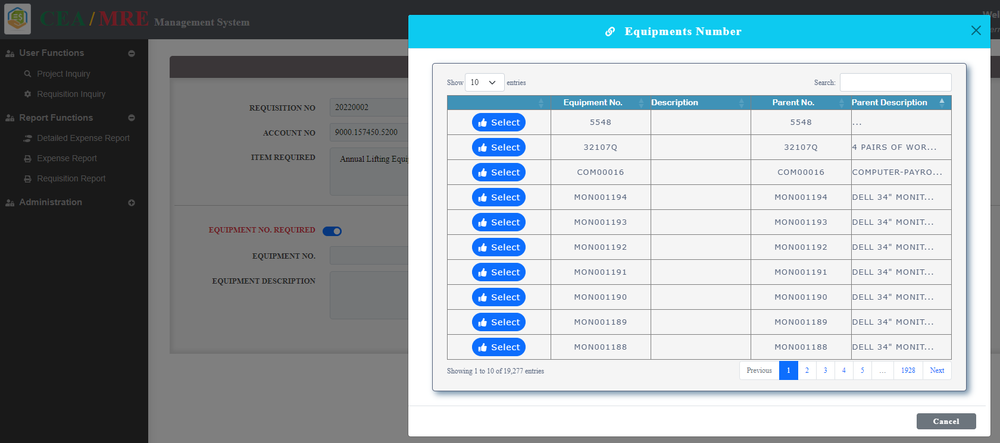 CEA / MRE Management System
Wel
User Functions
Project Inquiry
Requisition Inquiry
Report Functions
Detailed Expense Report
Expense Report
Requisition Report
Administration
REQUISITION NO 20220002
ACCOUNT NO 9000.157450.5200
ITEM REQUIRED Annual Lifting Equi
EQUIPMENT NO. REQUIRED
EQUIPMENT NO.
EQUIPMENT DESCRIPTION
Equipments Number
Show 10 entries Search:
Equipment No. Description Parent No. Parent Description
Select 5548 5548 ...
Select 32107Q 32107Q 4 PAIRS OF WOR...
Select COM00016 COM00016 COMPUTER-PAYRO...
Select MON001194 MON001194 DELL 34" MONIT...
Select MON001193 MON001193 DELL 34" MONIT...
Select MON001192 MON001192 DELL 34" MONIT...
Select MON001191 MON001191 DELL 34" MONIT...
Select MON001190 MON001190 DELL 34" MONIT...
Select MON001189 MON001189 DELL 34" MONIT...
Select MON001188 MON001188 DELL 34" MONIT...
Showing 1 to 10 of 19,277 entries Previous 1 2 3 4 5 ... 1928 Next
Cancel